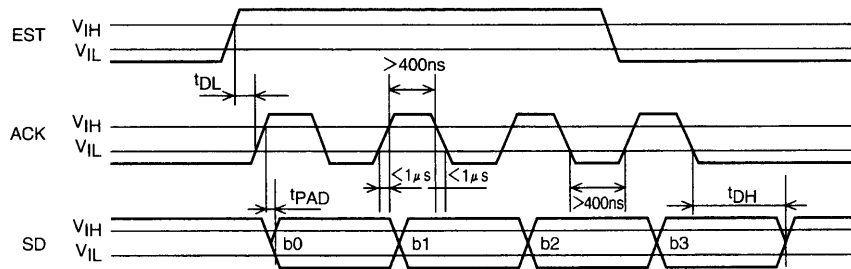 EST
VIH
VIL
>400ns
tDL
ACK
VIH
VIL
<1μs
<1μs
tPAD
>400ns
tDH
SD
VIH
VIL
b0
b1
b2
b3